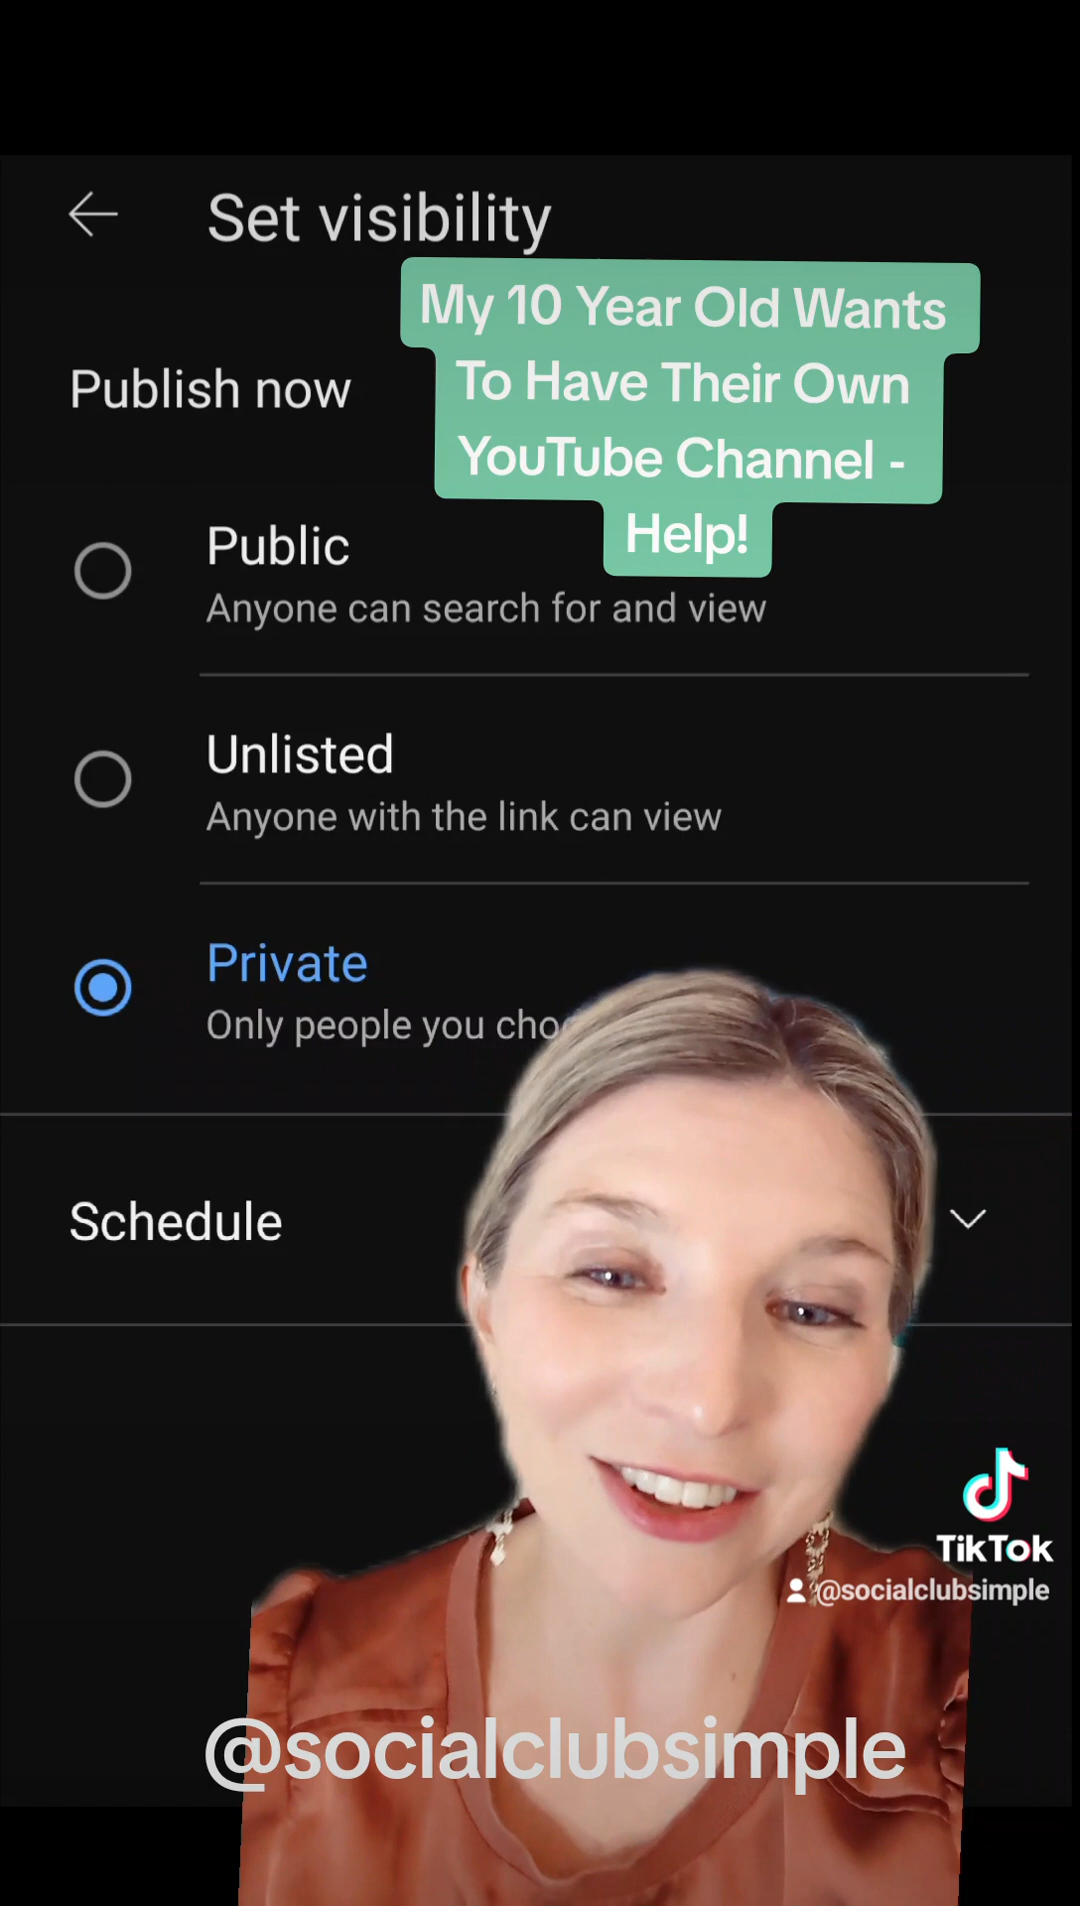 Set visibility
My 10 Year Old Wants
To Have Their Own
YouTube Channel -
Help!
Publish now
Public
Anyone can search for and view
Unlisted
Anyone with the link can view
Private
Only people you
Schedule
TikTok
@socialclubsimple
@socialclubsimple